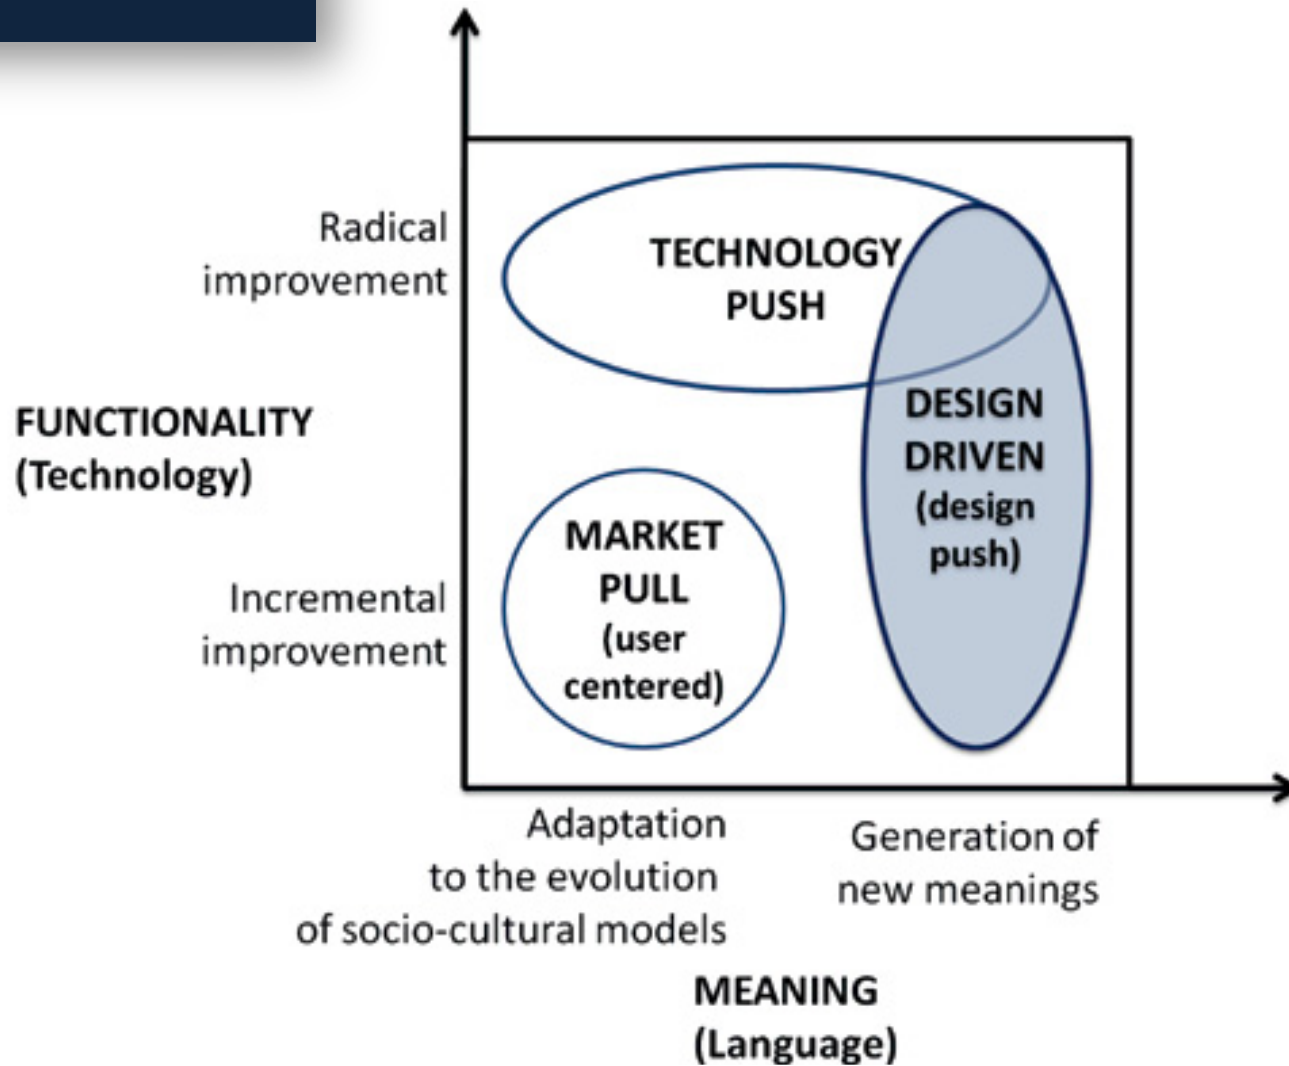 Radical
improvement
TECHNOLOGY
PUSH
FUNCTIONALITY
(Technology)
DESIGN
DRIVEN
(design
push)
MARKET
PULL
(user
centered)
Incremental
improvement
Adaptation
to the evolution
of socio-cultural models
Generation of
new meanings
MEANING
(Language)